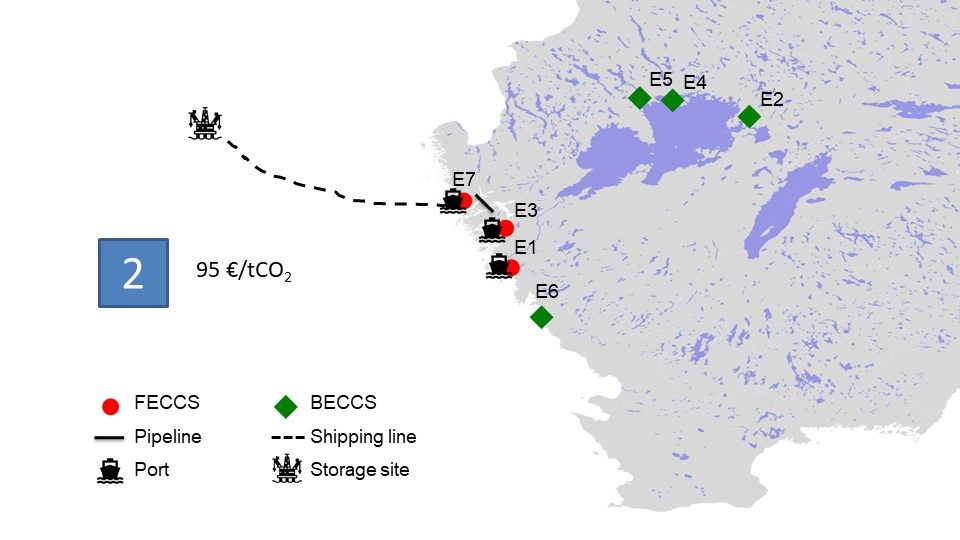 E5 E4
E2
E7
E3
E1
2 95 €/tCO₂
E6
FECCS BECCS
Pipeline Shipping line
Port Storage site